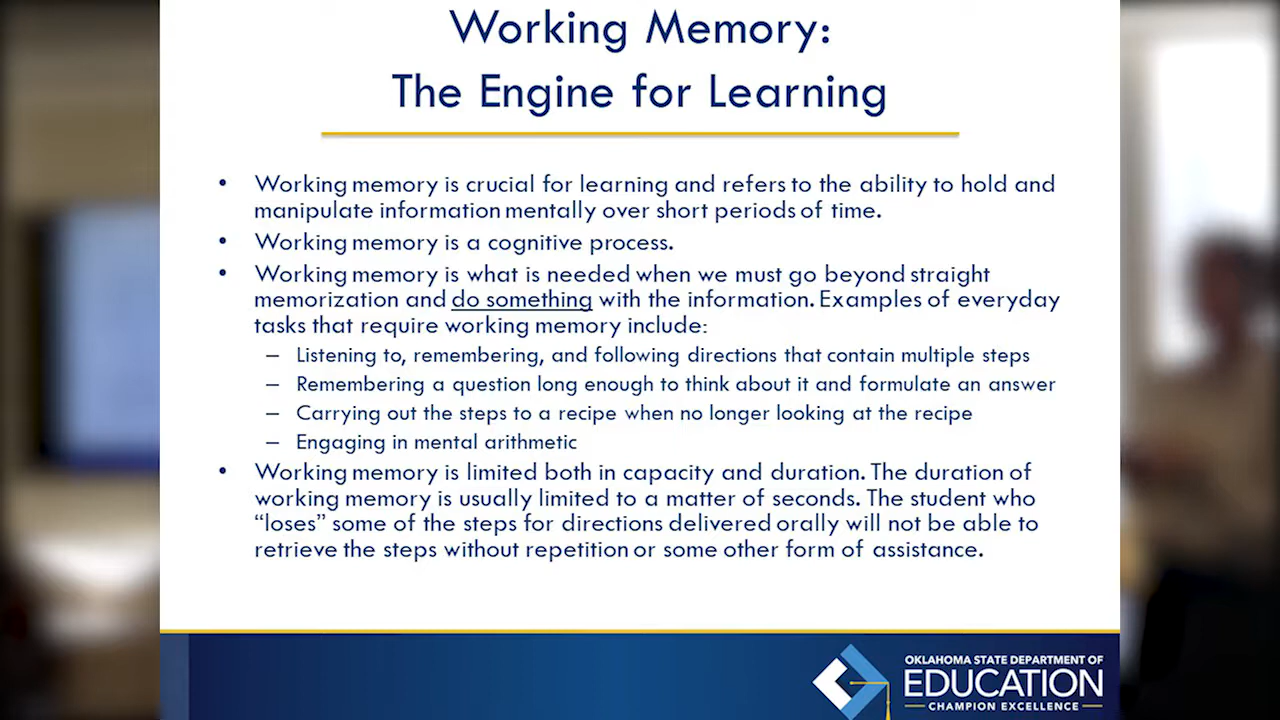 Working Memory:
The Engine for Learning
• Working memory is crucial for learning and refers to the ability to hold and
manipulate information mentally over short periods of time.
• Working memory is a cognitive process.
• Working memory is what is needed when we must go beyond straight
memorization and do something with the information. Examples of everyday
tasks that require working memory include:
– Listening to, remembering, and following directions that contain multiple steps
– Remembering a question long enough to think about it and formulate an answer
– Carrying out the steps to a recipe when no longer looking at the recipe
– Engaging in mental arithmetic
• Working memory is limited both in capacity and duration. The duration of
working memory is usually limited to a matter of seconds. The student who
“loses” some of the steps for directions delivered orally will not be able to
retrieve the steps without repetition or some other form of assistance.
OKLAHOMA STATE DEPARTMENT OF
EDUCATION
CHAMPION EXCELLENCE